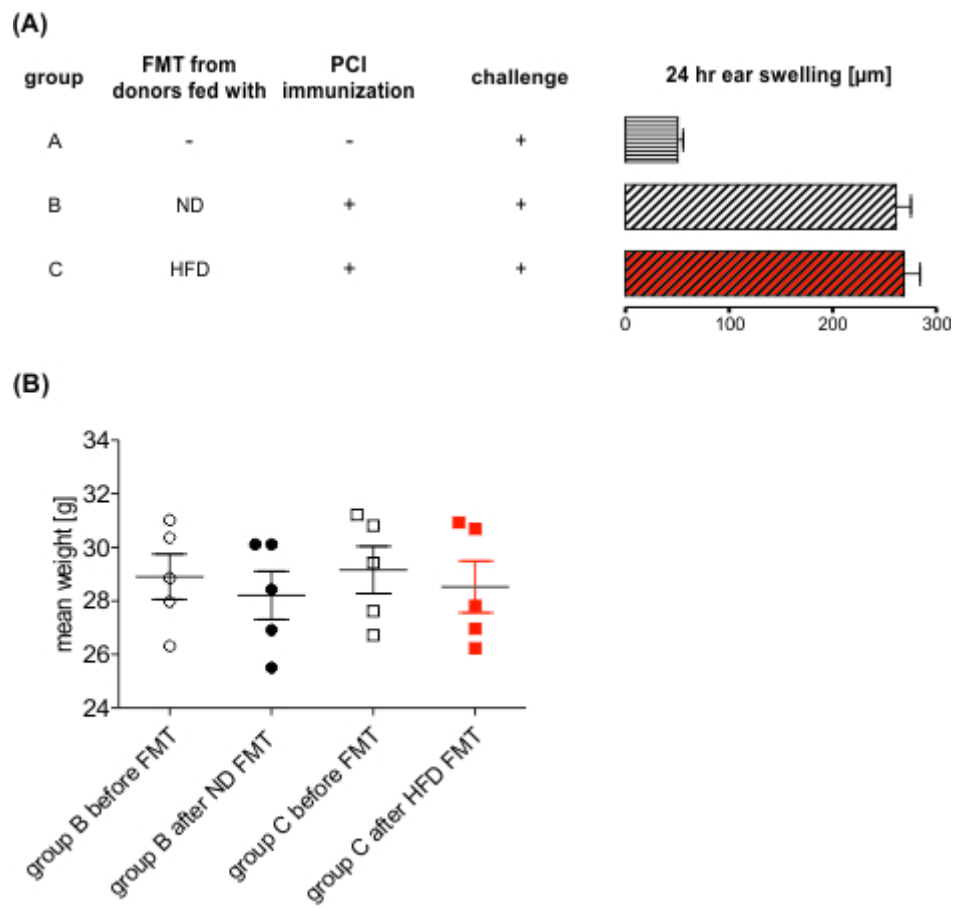 (A)
group FMT from donors fed with PCI immunization challenge 24 hr ear swelling [µm]
A - - +
B ND + +
C HFD + +
0 100 200 300
(B)
mean weight [g]
34
32
30
28
26
24
group B before FMT
group B after ND FMT
group C before FMT
group C after HFD FMT